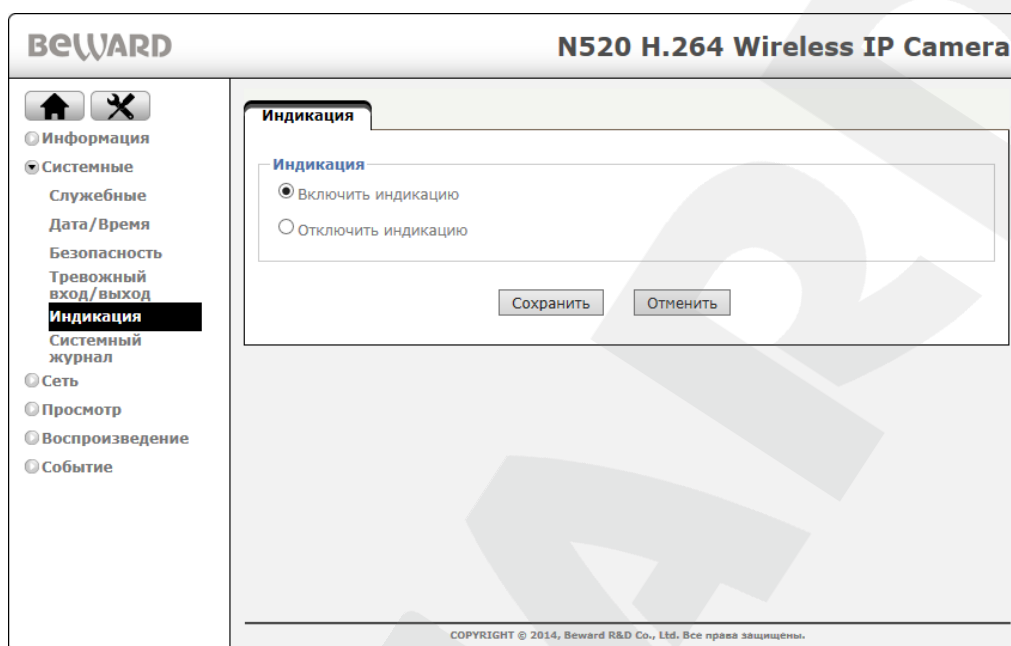 BEWARD
N520 H.264 Wireless IP Camera
Информация
Системные
Служебные
Дата/Время
Безопасность
Тревожный
вход/выход
Индикация
Системный
журнал
Сеть
Просмотр
Воспроизведение
Событие
Индикация
Индикация
Включить индикацию
Отключить индикацию
Сохранить
Отменить
COPYRIGHT © 2014, Beward R&D Co., Ltd. Все права защищены.